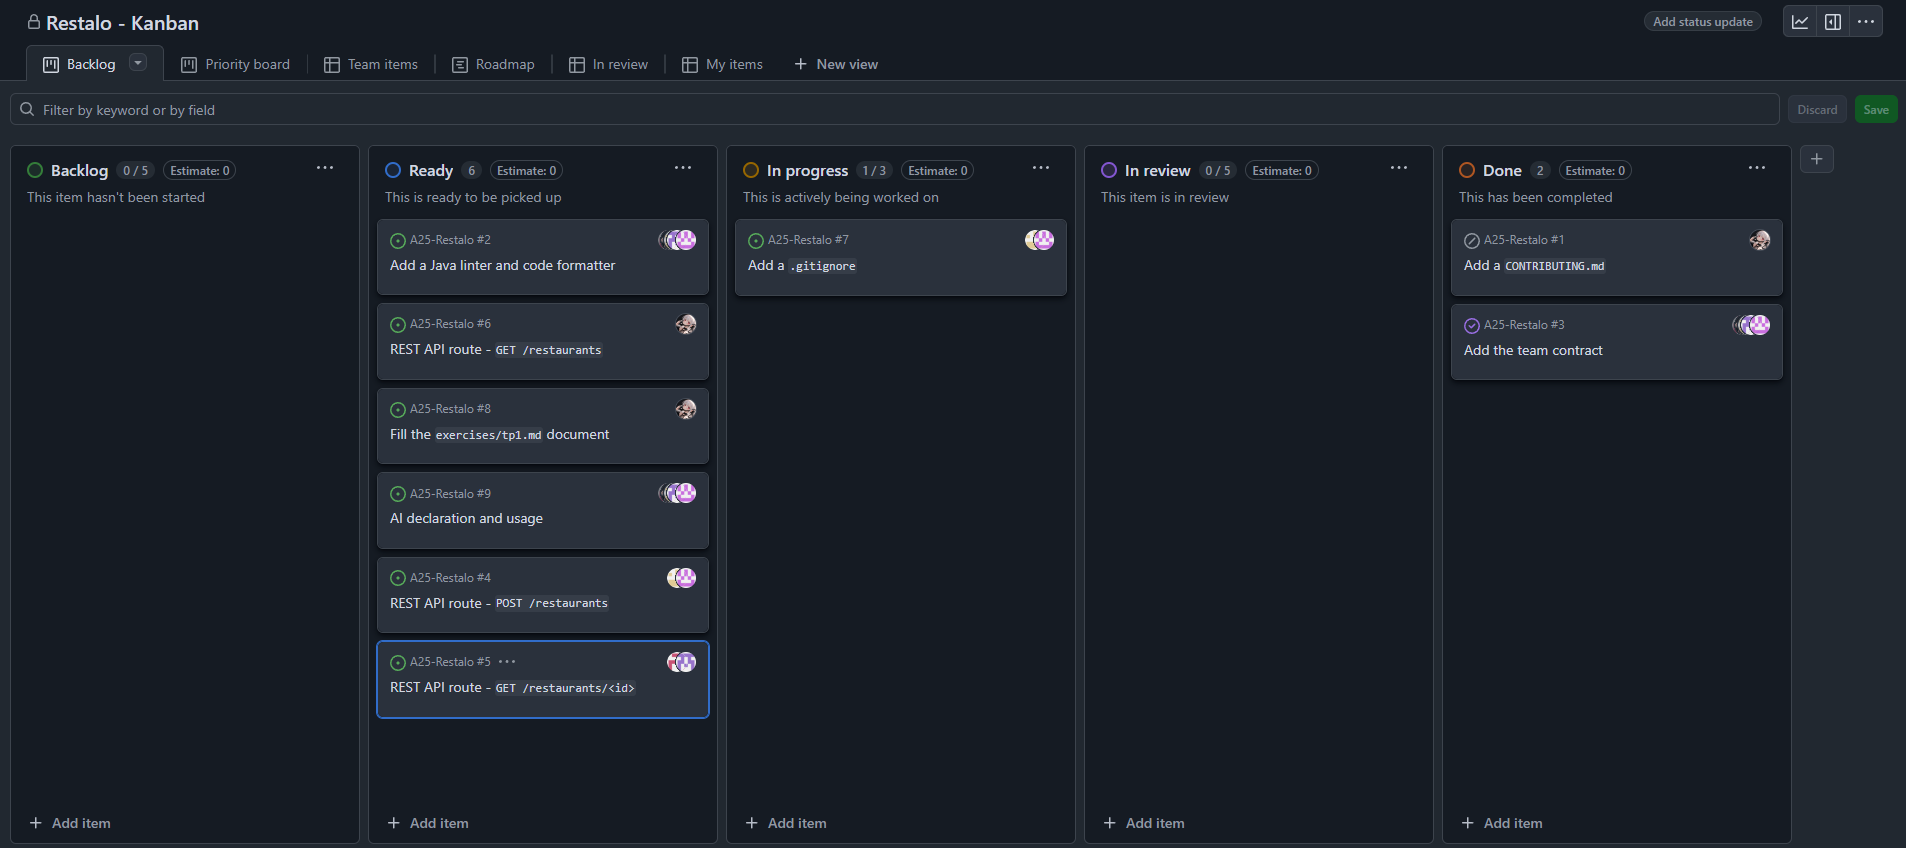 Restalo - Kanban
Add status update
Backlog
Priority board
Team items
Roadmap
In review
My items
New view
Filter by keyword or by field
Discard
Save
Backlog 0 / 5 Estimate: 0
This item hasn't been started
Add item
Ready 6 Estimate: 0
This is ready to be picked up
A25-Restalo #2
Add a Java linter and code formatter
A25-Restalo #6
REST API route - GET /restaurants
A25-Restalo #8
Fill the exercises/tp1.md document
A25-Restalo #9
AI declaration and usage
A25-Restalo #4
REST API route - POST /restaurants
A25-Restalo #5
REST API route - GET /restaurants/<id>
Add item
In progress 1 / 3 Estimate: 0
This is actively being worked on
A25-Restalo #7
Add a .gitignore
Add item
In review 0 / 5 Estimate: 0
This item is in review
Add item
Done 2 Estimate: 0
This has been completed
A25-Restalo #1
Add a CONTRIBUTING.md
A25-Restalo #3
Add the team contract
Add item